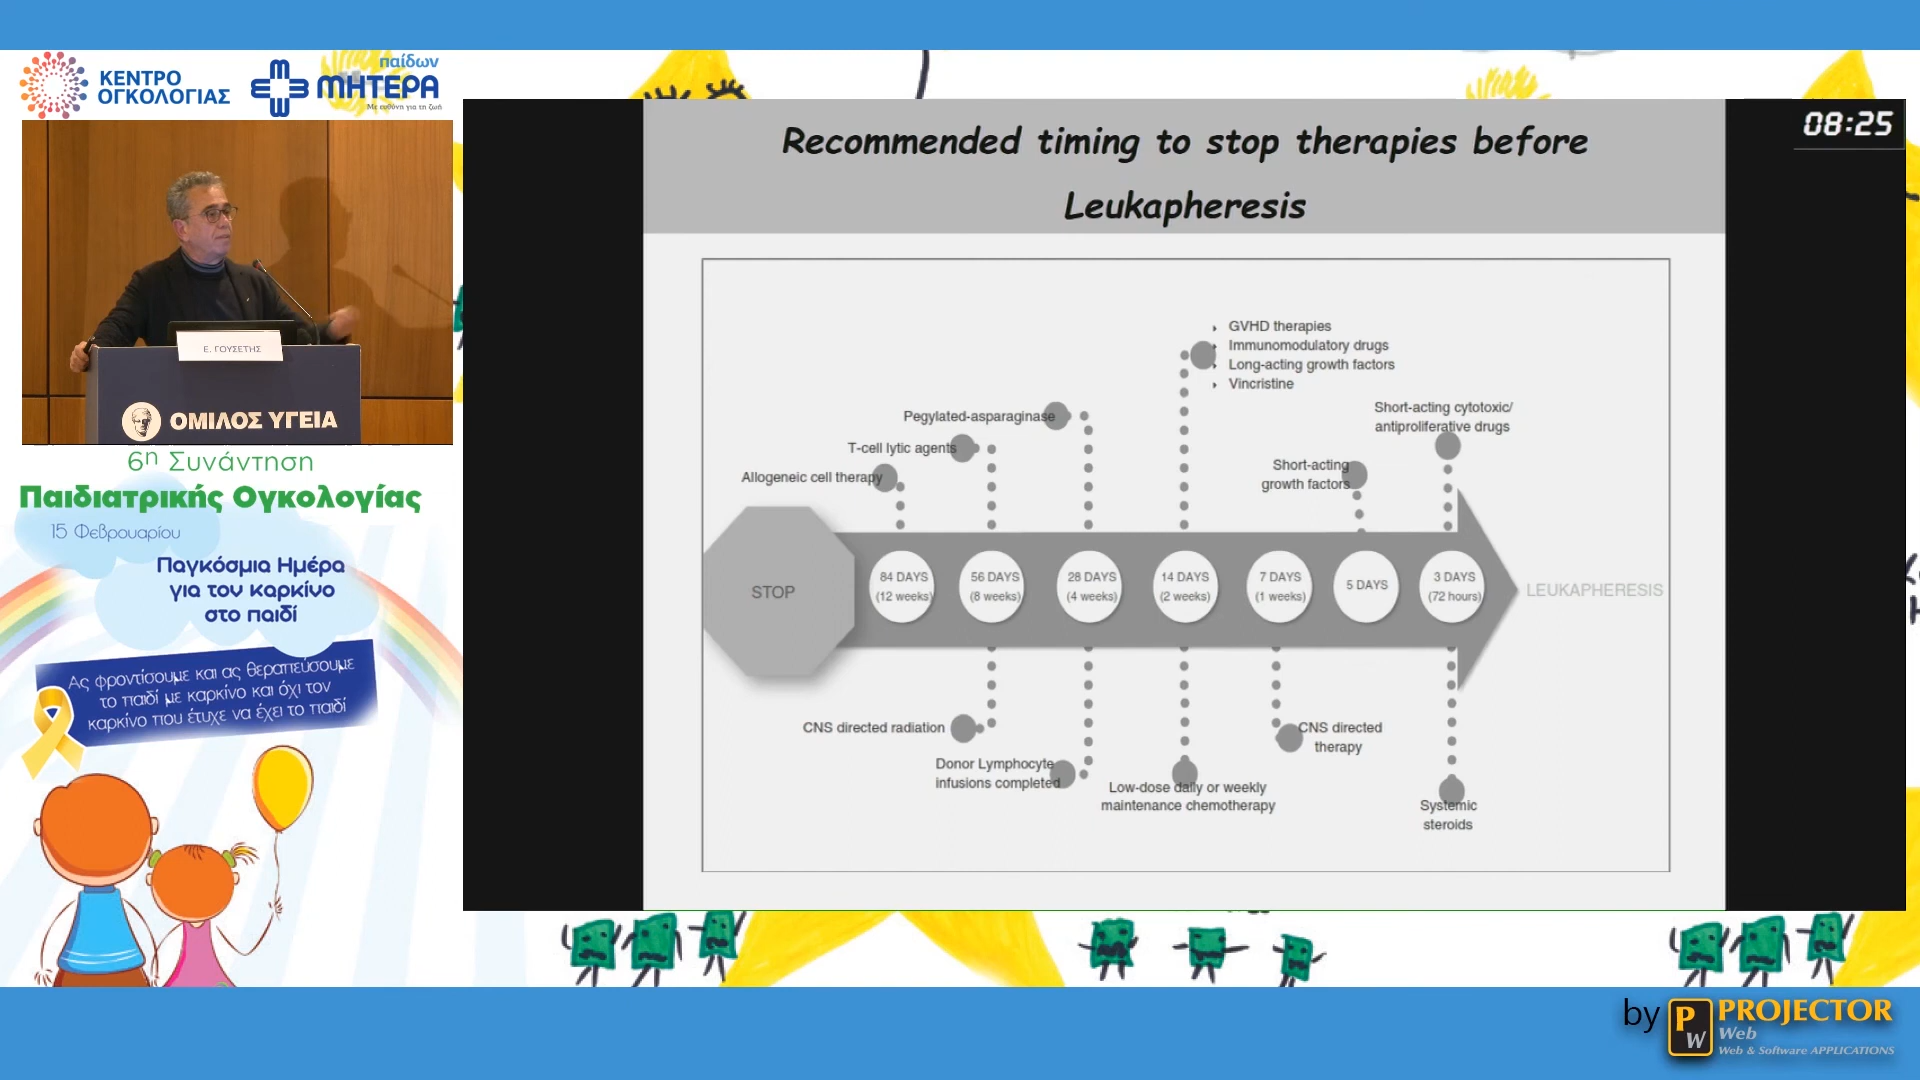 ΚΕΝΤΡΟ
ΟΓΚΟΛΟΓΙΑΣ
παίδων
ΜΗΤΕΡΑ
Με ευθύνη για τη ζωή
Ε. ΓΟΥΣΕΤΗΣ
ΟΜΙΛΟΣ ΥΓΕΙΑ
6η Συνάντηση
Παιδιατρικής Ογκολογίας
15 Φεβρουαρίου
Παγκόσμια Ημέρα
για τον καρκίνο
στο παιδί
Ας φροντίσουμε και ας θεραπεύσουμε
το παιδί με καρκίνο και όχι τον
καρκίνο που έτυχε να έχει το παιδί
08:25
Recommended timing to stop therapies before
Leukapheresis
GVHD therapies
Immunomodulatory drugs
Long-acting growth factors
Vincristine
Short-acting cytotoxic/
antiproliferative drugs
Pegylated-asparaginase
T-cell lytic agents
Allogeneic cell therapy
Short-acting
growth factors
STOP
84 DAYS
(12 weeks)
56 DAYS
(8 weeks)
28 DAYS
(4 weeks)
14 DAYS
(2 weeks)
7 DAYS
(1 weeks)
5 DAYS
3 DAYS
(72 hours)
LEUKAPHERESIS
CNS directed radiation
Donor Lymphocyte
infusions completed
Low-dose daily or weekly
maintenance chemotherapy
CNS directed
therapy
Systemic
steroids
by PW PROJECTOR
Web
Web & Software APPLICATIONS